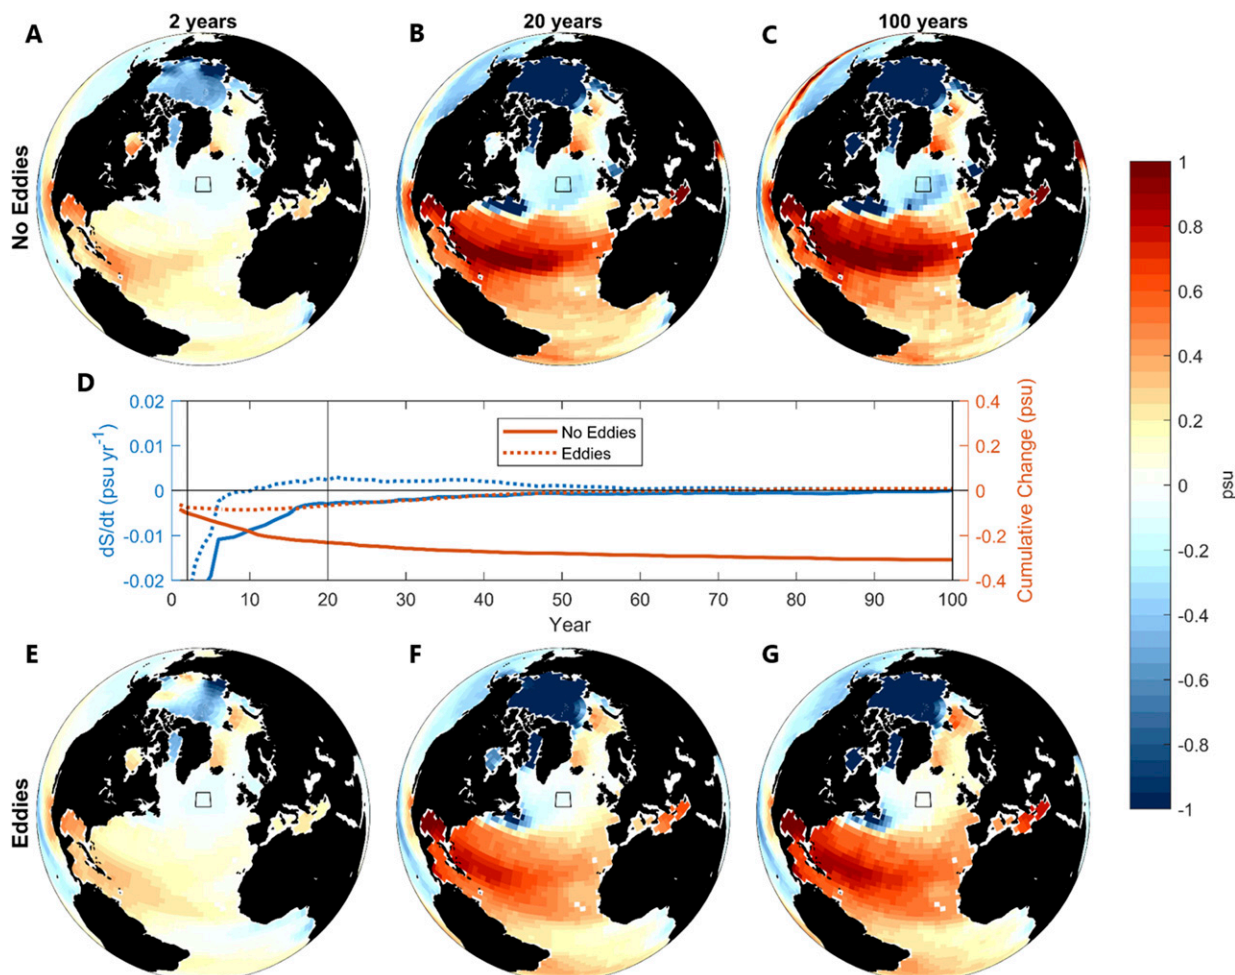 A
2 years
B
20 years
C
100 years
No Eddies
D
0.02
0.01
0
-0.01
-0.02
dS/dt (psu yr⁻¹)
No Eddies
Eddies
0.4
0.2
0
-0.2
-0.4
Cumulative Change (psu)
0
10
20
30
40
50
60
70
80
90
100
Year
1
0.8
0.6
0.4
0.2
0
-0.2
-0.4
-0.6
-0.8
-1
psu
E
F
G
Eddies